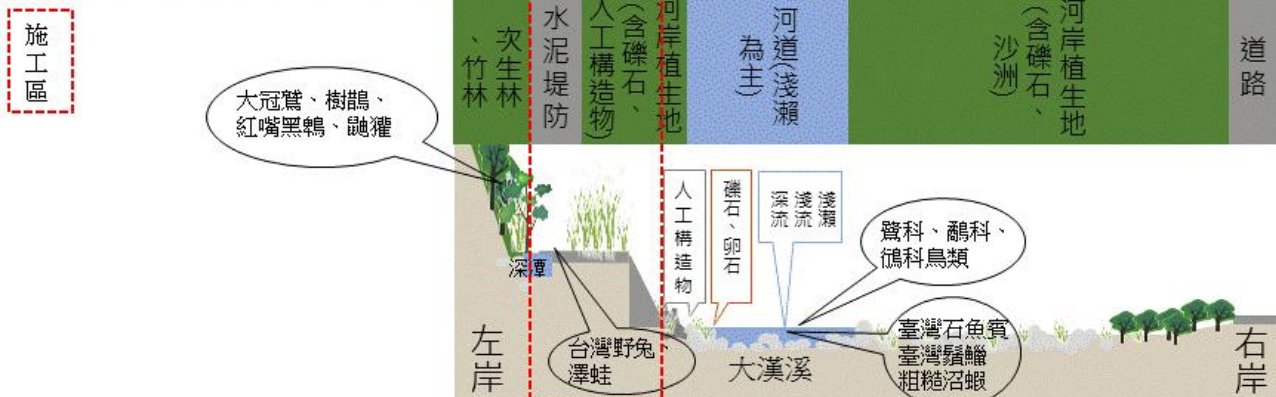 施工區
次生林
、竹林
水泥堤防
河岸植生地
(含礫石、
人工構造物)
河道(淺瀨
為主)
河岸植生地
(含礫石、
沙洲)
道路
大冠鷲、樹鵲、
紅嘴黑鵯、鼬獾
深潭
人工構造物
礫石、卵石
淺瀨
淺流
深流
鷺科、鷸科、
鴴科鳥類
台灣野兔、
澤蛙
臺灣石魚賓
臺灣鬚鱲
粗糙沼蝦
左岸
大漢溪
右岸